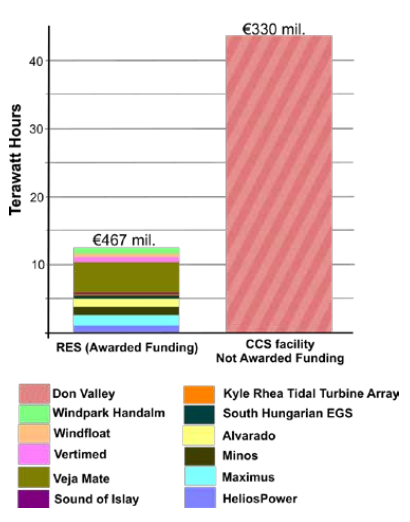 €330 mil.
40
30
20
10
Terawatt Hours
€467 mil.
RES (Awarded Funding)
CCS facility
Not Awarded Funding
Don Valley
Windpark Handalm
Windfloat
Vertimed
Veja Mate
Sound of Islay
Kyle Rhea Tidal Turbine Array
South Hungarian EGS
Alvarado
Minos
Maximus
HeliosPower